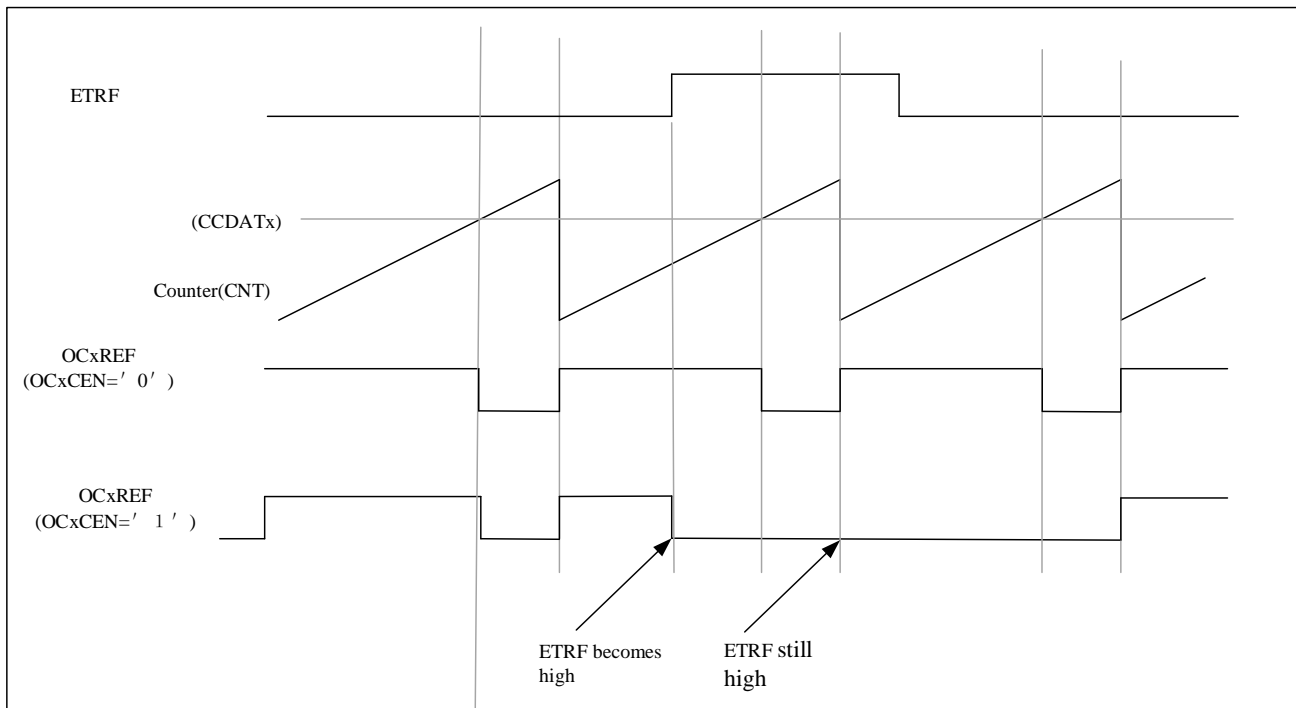 ETRF
(CCDATx)
Counter(CNT)
OCxREF
(OCxCEN=′ 0′ )
OCxREF
(OCxCEN=′ 1 ′ )
ETRF becomes
high
ETRF still
high